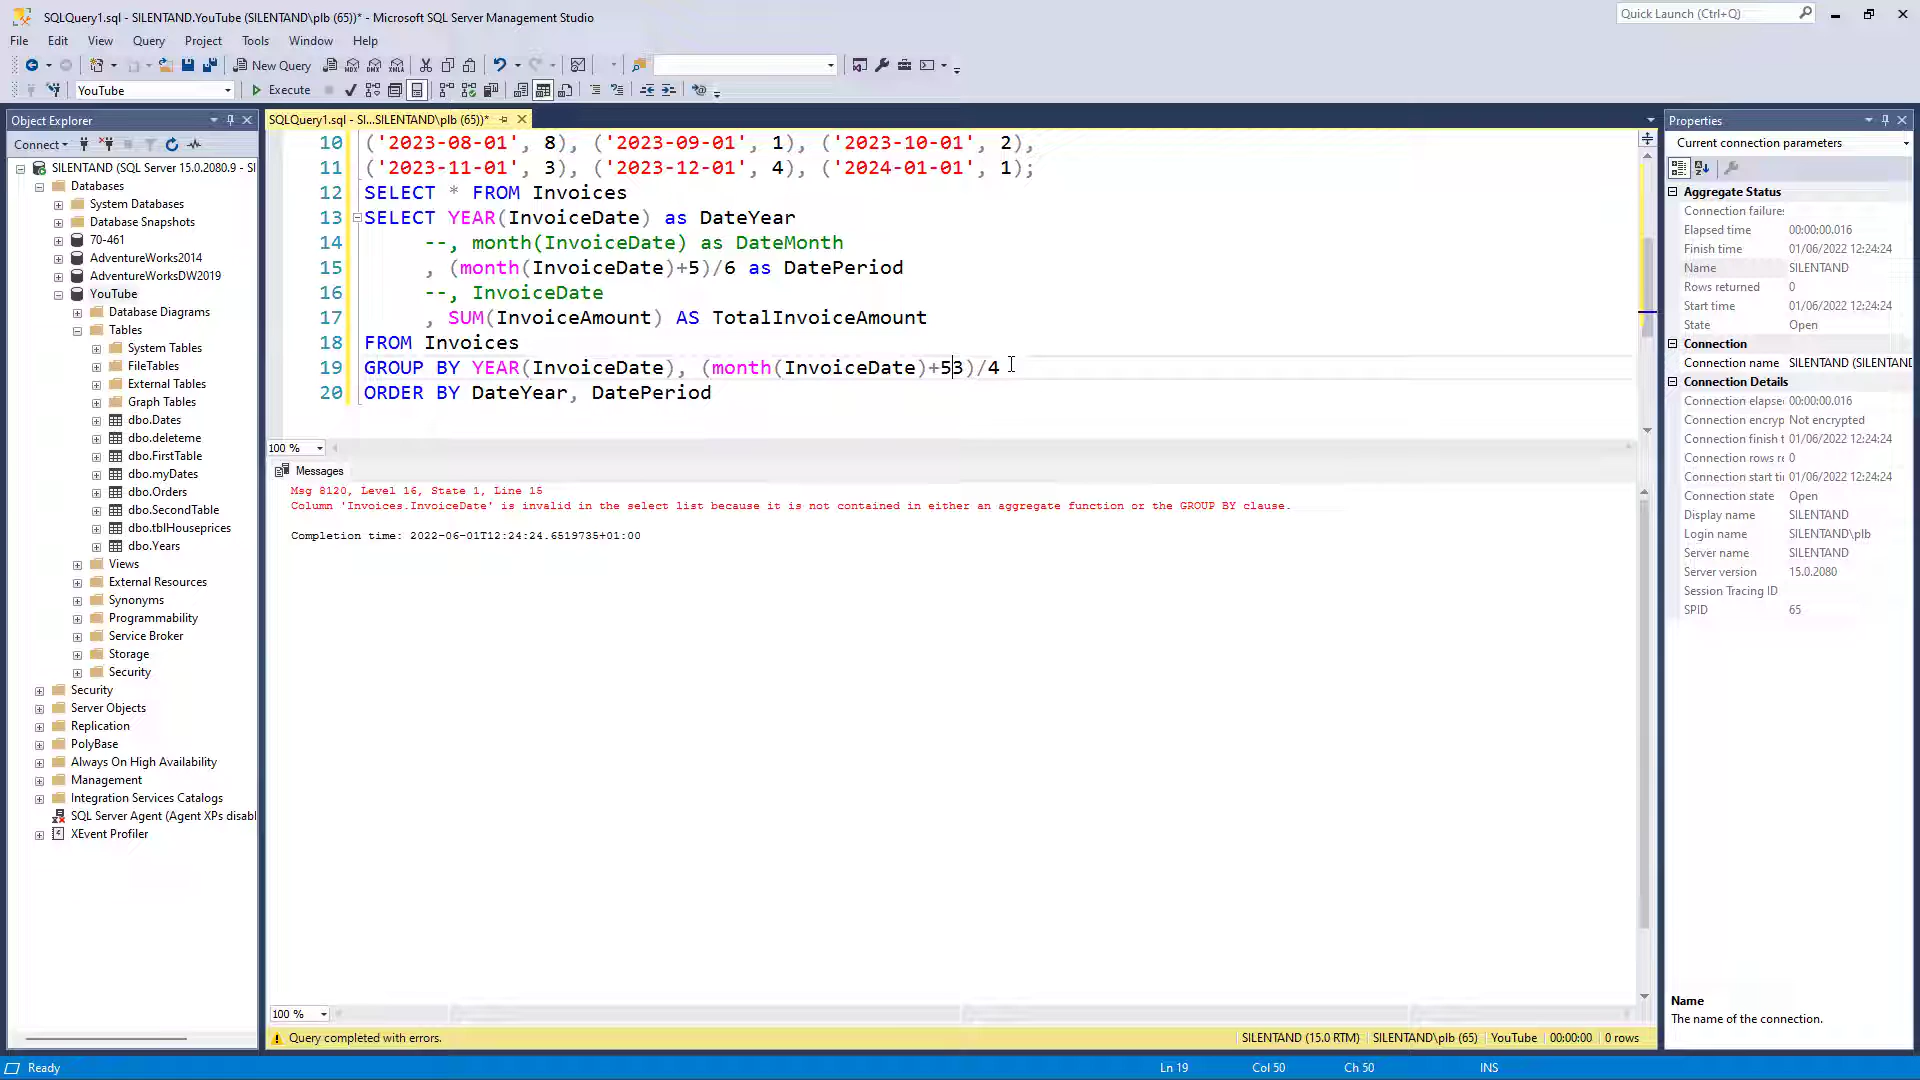 SQLQuery1.sql - SILENTAND.YouTube (SILENTAND\plb (65))* - Microsoft SQL Server Management Studio
Quick Launch (Ctrl+Q)
File Edit View Query Project Tools Window Help
New Query
YouTube
Execute
Object Explorer
Connect
SILENTAND (SQL Server 15.0.2080.9 - SI
Databases
System Databases
Database Snapshots
70-461
AdventureWorks2014
AdventureWorksDW2019
YouTube
Database Diagrams
Tables
System Tables
FileTables
External Tables
Graph Tables
dbo.Dates
dbo.deleteme
dbo.FirstTable
dbo.myDates
dbo.Orders
dbo.SecondTable
dbo.tblHouseprices
dbo.Years
Views
External Resources
Synonyms
Programmability
Service Broker
Storage
Security
Security
Server Objects
Replication
PolyBase
Always On High Availability
Management
Integration Services Catalogs
SQL Server Agent (Agent XPs disabl
XEvent Profiler
SQLQuery1.sql - SI...SILENTAND\plb (65))*
10 ('2023-08-01', 8), ('2023-09-01', 1), ('2023-10-01', 2),
11 ('2023-11-01', 3), ('2023-12-01', 4), ('2024-01-01', 1);
12 SELECT * FROM Invoices
13 SELECT YEAR(InvoiceDate) as DateYear
14 --, month(InvoiceDate) as DateMonth
15 , (month(InvoiceDate)+5)/6 as DatePeriod
16 --, InvoiceDate
17 , SUM(InvoiceAmount) AS TotalInvoiceAmount
18 FROM Invoices
19 GROUP BY YEAR(InvoiceDate), (month(InvoiceDate)+53)/4
20 ORDER BY DateYear, DatePeriod
100 %
Messages
Msg 8120, Level 16, State 1, Line 15
Column 'Invoices.InvoiceDate' is invalid in the select list because it is not contained in either an aggregate function or the GROUP BY clause.
Completion time: 2022-06-01T12:24:24.6519735+01:00
100 %
Query completed with errors.
SILENTAND (15.0 RTM) SILENTAND\plb (65) YouTube 00:00:00 0 rows
Properties
Current connection parameters
Aggregate Status
Connection failures
Elapsed time 00:00:00.016
Finish time 01/06/2022 12:24:24
Name SILENTAND
Rows returned 0
Start time 01/06/2022 12:24:24
State Open
Connection
Connection name SILENTAND (SILENTAND
Connection Details
Connection elapse 00:00:00.016
Connection encryp Not encrypted
Connection finish t 01/06/2022 12:24:24
Connection rows re 0
Connection start ti 01/06/2022 12:24:24
Connection state Open
Display name SILENTAND
Login name SILENTAND\plb
Server name SILENTAND
Server version 15.0.2080
Session Tracing ID
SPID 65
Name
The name of the connection.
Ready
Ln 19 Col 50 Ch 50 INS